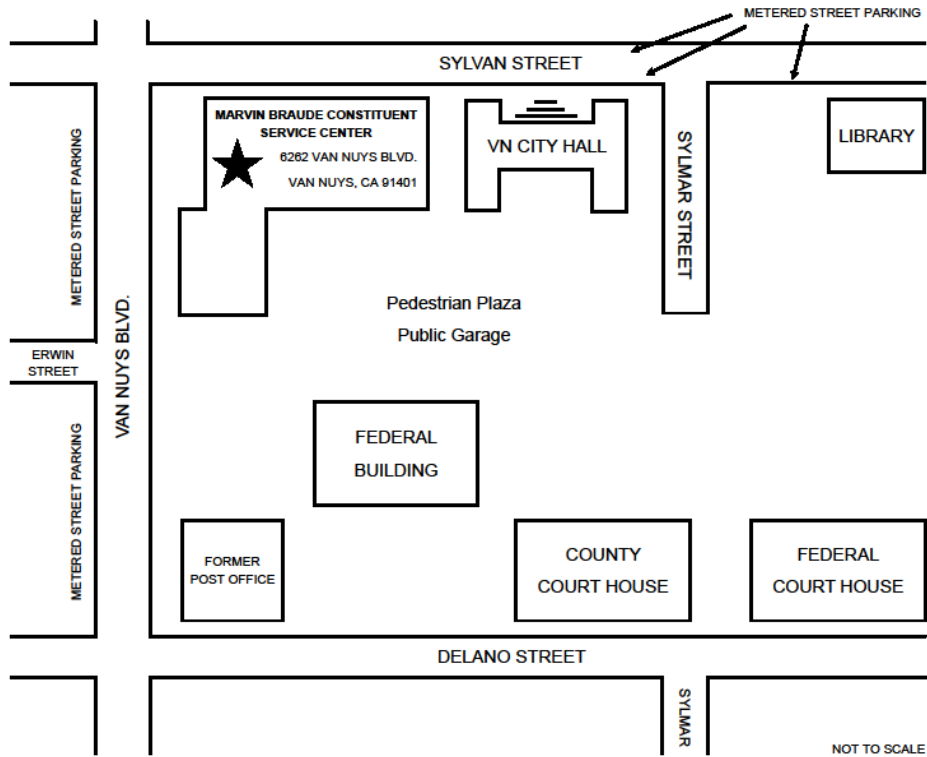 METERED STREET PARKING
SYLVAN STREET
MARVIN BRAUDE CONSTITUENT
SERVICE CENTER
6262 VAN NUYS BLVD.
VAN NUYS, CA 91401
VN CITY HALL
SYLMAR STREET
LIBRARY
METERED STREET PARKING
Pedestrian Plaza
Public Garage
ERWIN
STREET
VAN NUYS BLVD.
FEDERAL
BUILDING
METERED STREET PARKING
FORMER
POST OFFICE
COUNTY
COURT HOUSE
FEDERAL
COURT HOUSE
DELANO STREET
SYLMAR
NOT TO SCALE